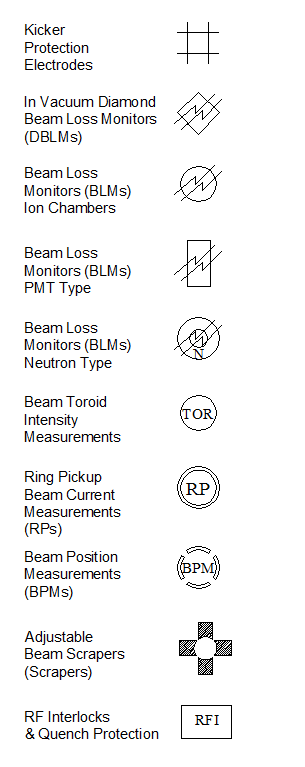 Kicker
Protection
Electrodes
In Vacuum Diamond
Beam Loss Monitors
(DBLMs)
Beam Loss
Monitors (BLMs)
Ion Chambers
Beam Loss
Monitors (BLMs)
PMT Type
Beam Loss
Monitors (BLMs)
Neutron Type
N
Beam Toroid
Intensity
Measurements
TOR
Ring Pickup
Beam Current
Measurements
(RPs)
RP
Beam Position
Measurements
(BPMs)
BPM
Adjustable
Beam Scrapers
(Scrapers)
RF Interlocks
& Quench Protection
RFI